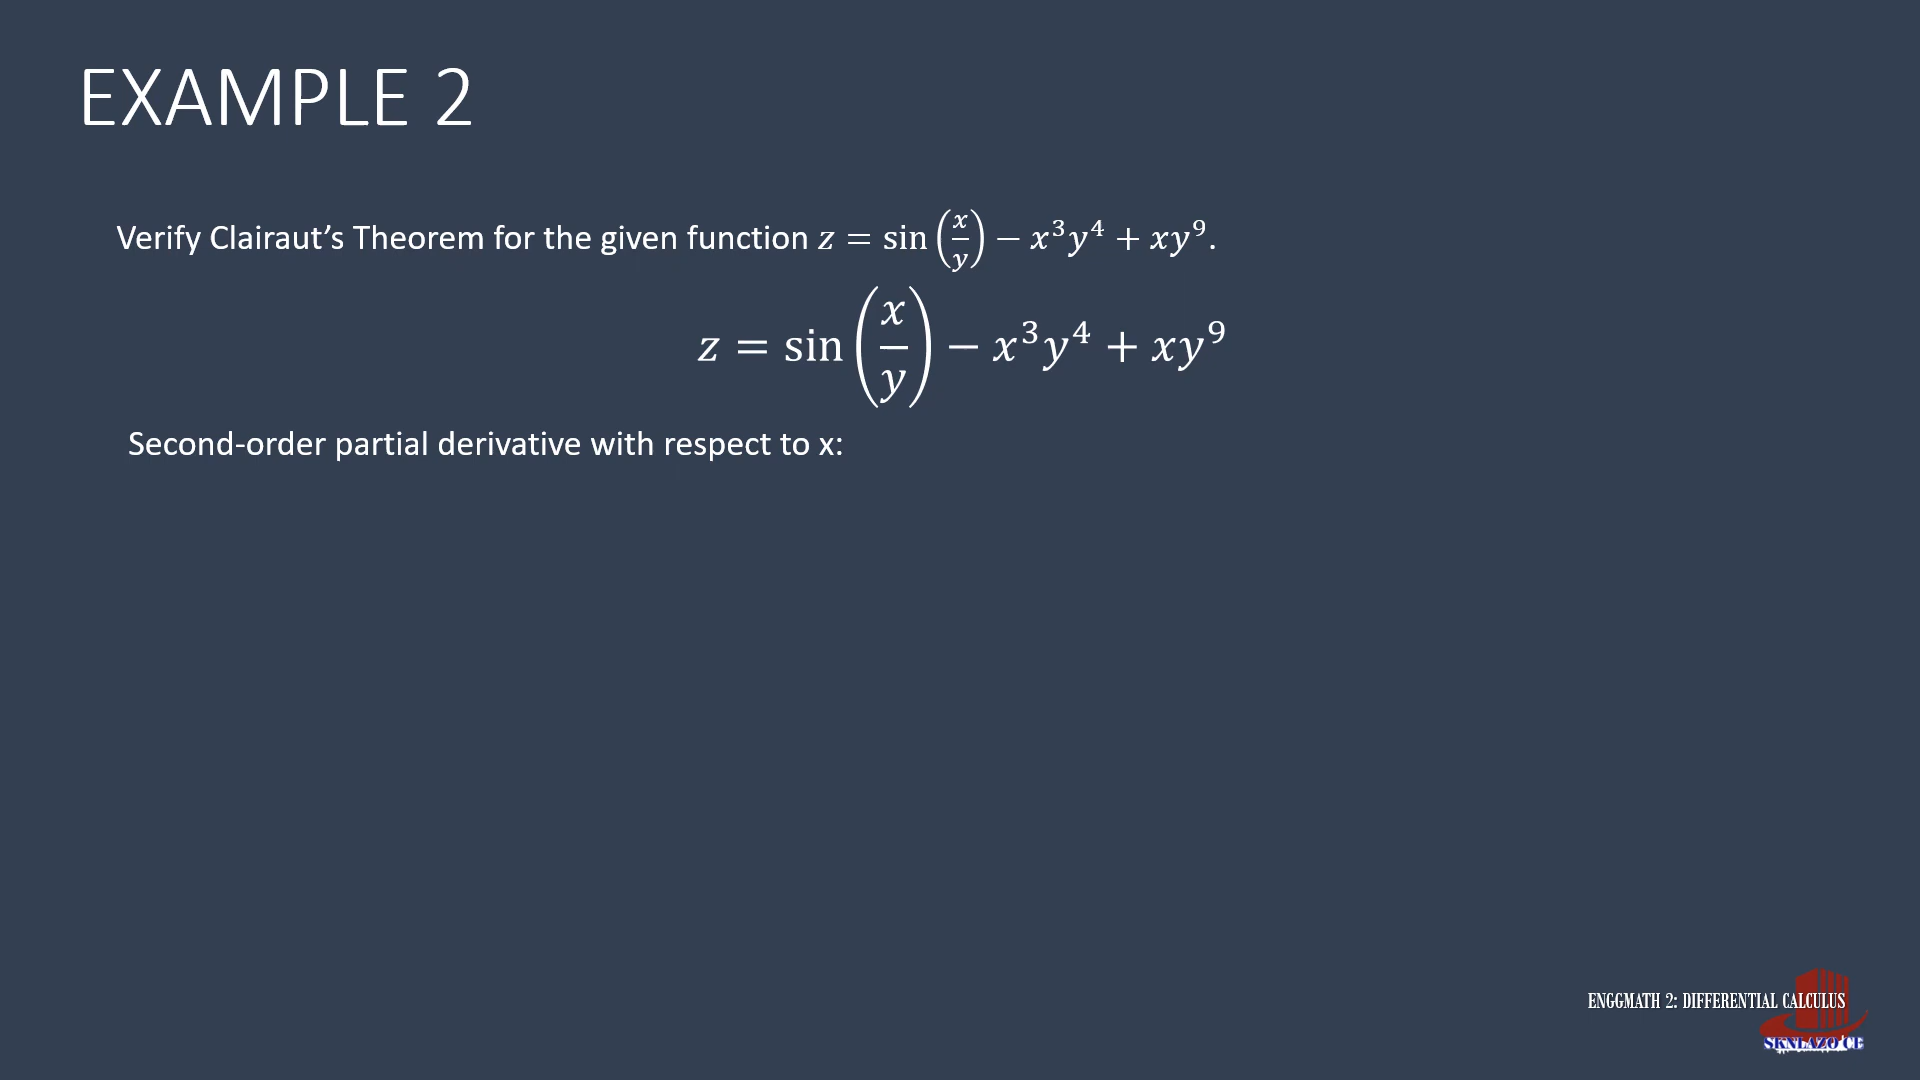 EXAMPLE 2
Verify Clairaut’s Theorem for the given function z = sin(x/y) − x³y⁴ + xy⁹.
z = sin(x/y) − x³y⁴ + xy⁹
Second-order partial derivative with respect to x:
ENGGMATH 2: DIFFERENTIAL CALCULUS